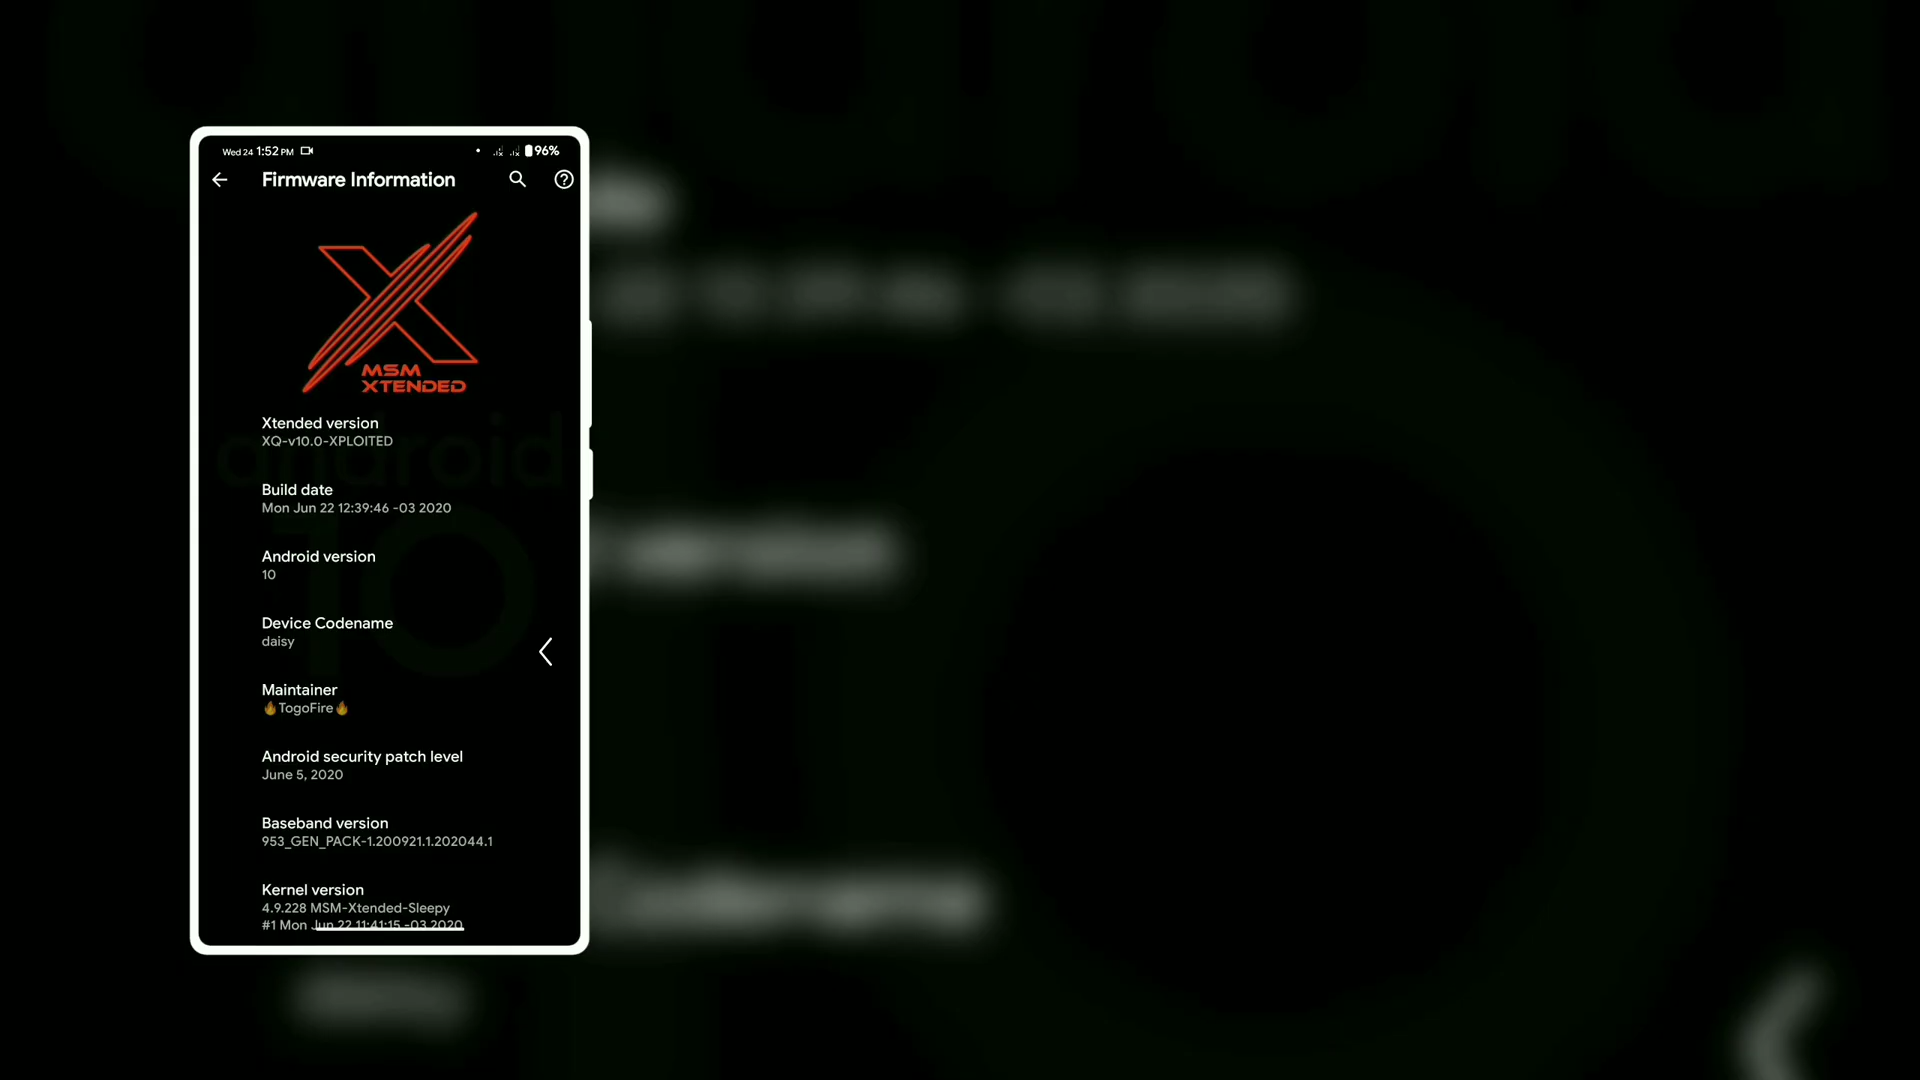 Wed 24 1:52 PM 96%
Firmware Information
MSM
XTENDED
Xtended version
XQ-v10.0-XPLOITED
android
Build date
Mon Jun 22 12:39:46 -03 2020
10
Android version
10
Device Codename
daisy
Maintainer
🔥TogoFire🔥
Android security patch level
June 5, 2020
Baseband version
953_GEN_PACK-1.200921.1.202044.1
Kernel version
4.9.228 MSM-Xtended-Sleepy
#1 Mon Jun 22 11:41:15 -03 2020